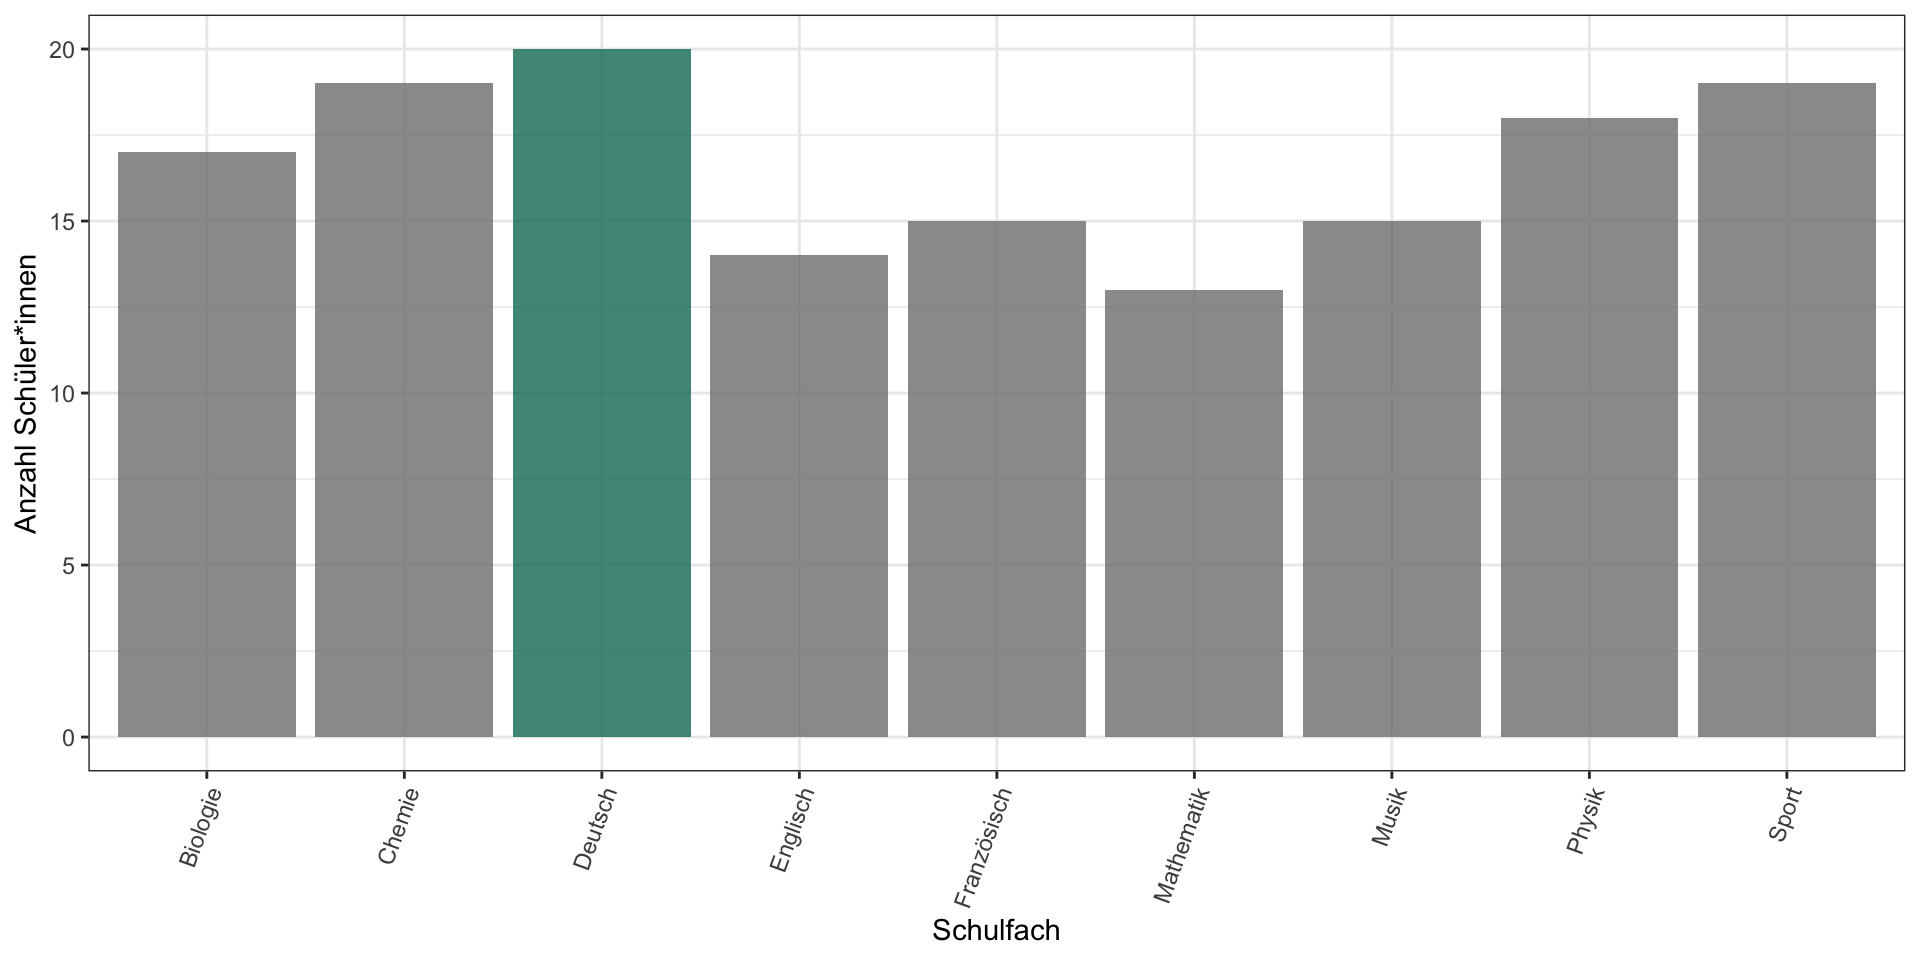 Anzahl Schüler*innen
20
15
10
5
0
Biologie
Chemie
Deutsch
Englisch
Französisch
Mathematik
Musik
Physik
Sport
Schulfach